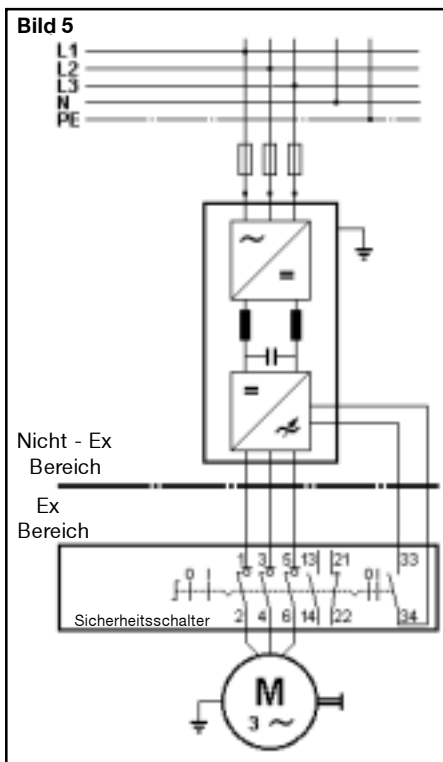 Bild 5
L1
L2
L3
N
PE
~
=
=
~
Nicht - Ex
Bereich
Ex
Bereich
1 3 5 13 21 33
0 I 0 I
2 4 6 14 22 34
Sicherheitsschalter
M
3 ~